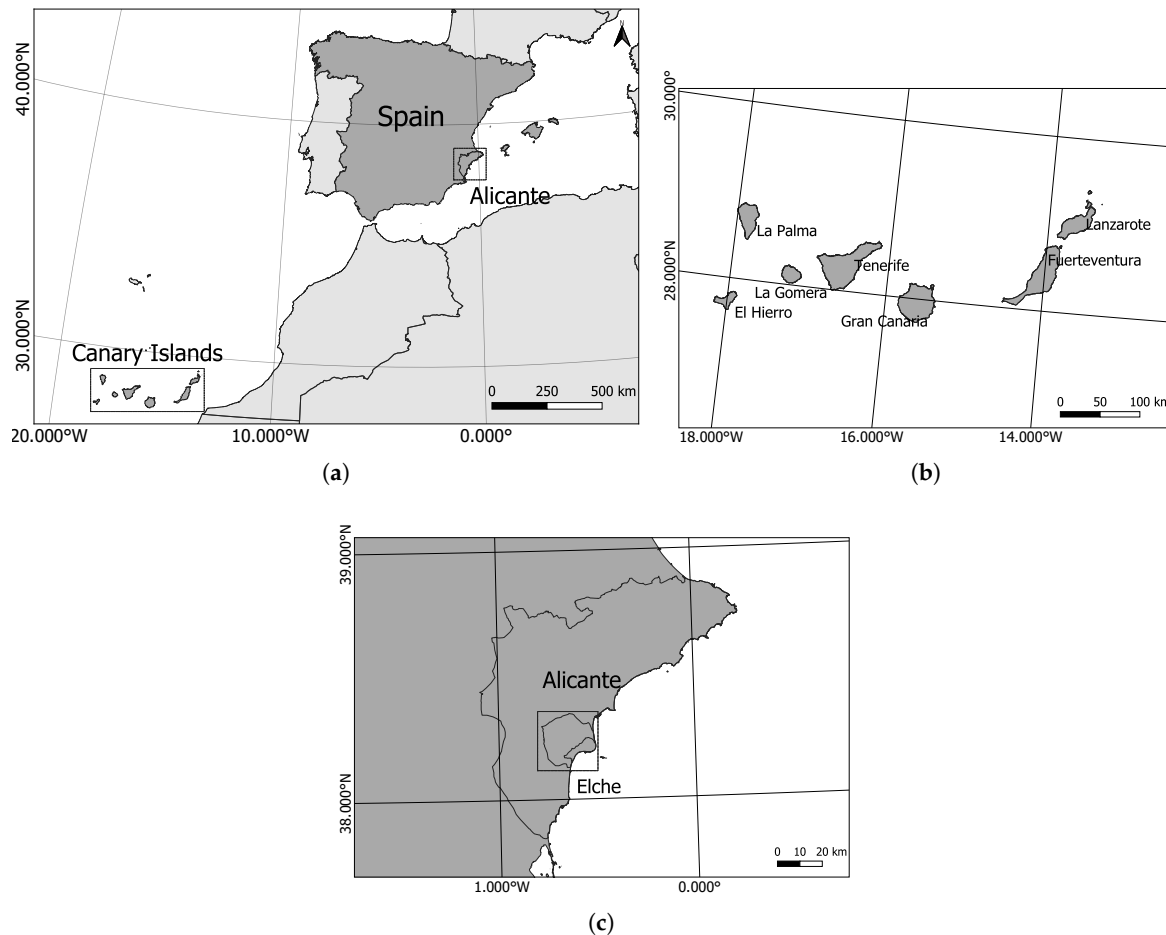 N
40.000°N
Spain
Alicante
30.000°N
Canary Islands
0 250 500 km
20.000°W 10.000°W 0.000°
(a)
30.000°
28.000°N
La Palma
Lanzarote
Tenerife
Fuerteventura
La Gomera
El Hierro
Gran Canaria
0 50 100 km
18.000°W 16.000°W 14.000°W
(b)
39.000°N
Alicante
Elche
38.000°N
0 10 20 km
1.000°W 0.000°
(c)